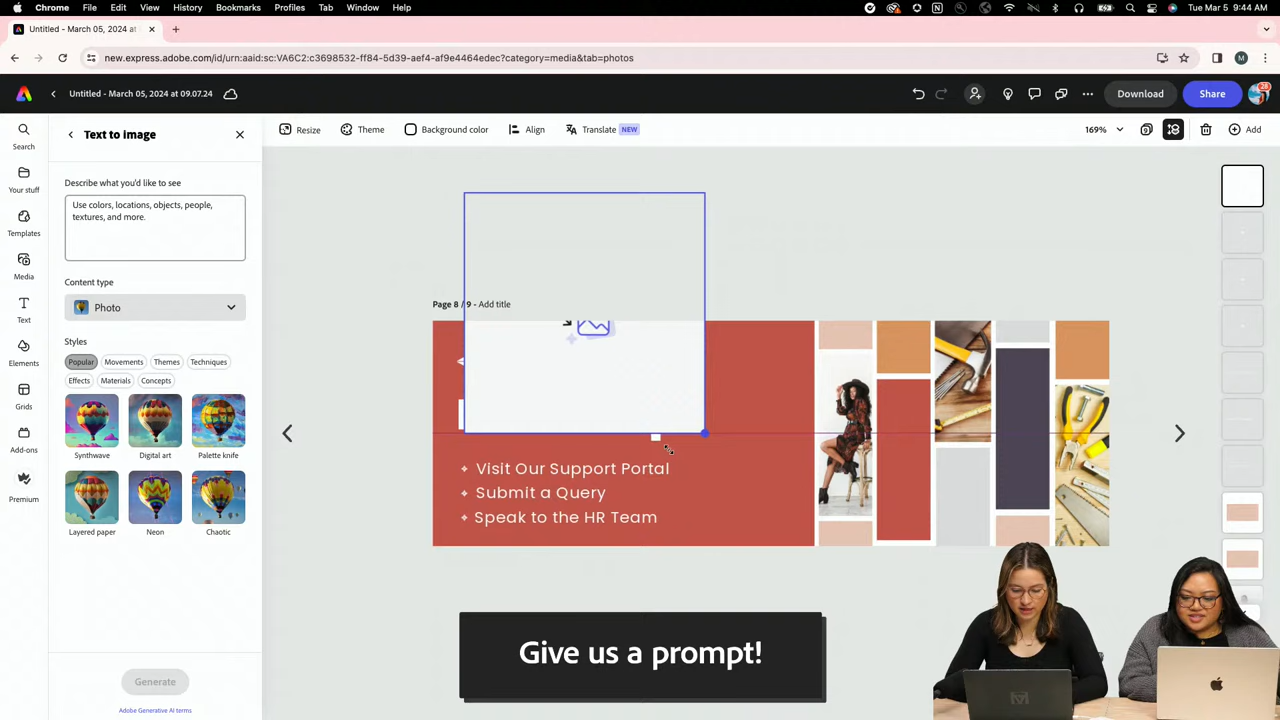 Chrome File Edit View History Bookmarks Profiles Tab Window Help
Tue Mar 5 9:44 AM
Untitled - March 05, 2024 at
new.express.adobe.com/id/urn:aaid:sc:VA6C2:c3698532-ff84-5d39-aef4-af9e4464edec?category=media&tab=photos
M
Untitled - March 05, 2024 at 09.07.24
28
Download
Share
Search
Your stuff
Templates
Media
Text
Elements
Grids
Add-ons
Premium
Text to image
Describe what you'd like to see
Use colors, locations, objects, people,
textures, and more.
Content type
Photo
Styles
Popular Movements Themes Techniques
Effects Materials Concepts
Synthwave Digital art Palette knife
Layered paper Neon Chaotic
Generate
Adobe Generative AI terms
Resize Theme Background color Align Translate NEW
169%
9
Add
Page 8 / 9 - Add title
Visit Our Support Portal
Submit a Query
Speak to the HR Team
Give us a prompt!